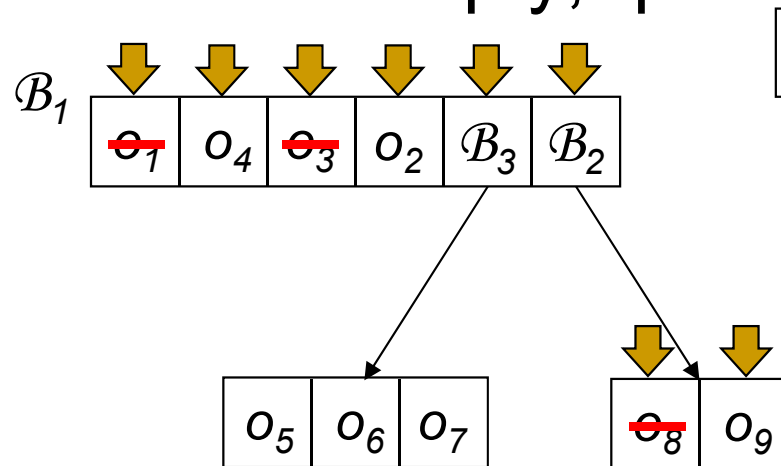 ℬ₁
o₁ o₄ o₃ o₂ ℬ₃ ℬ₂
o₅ o₆ o₇ o₈ o₉